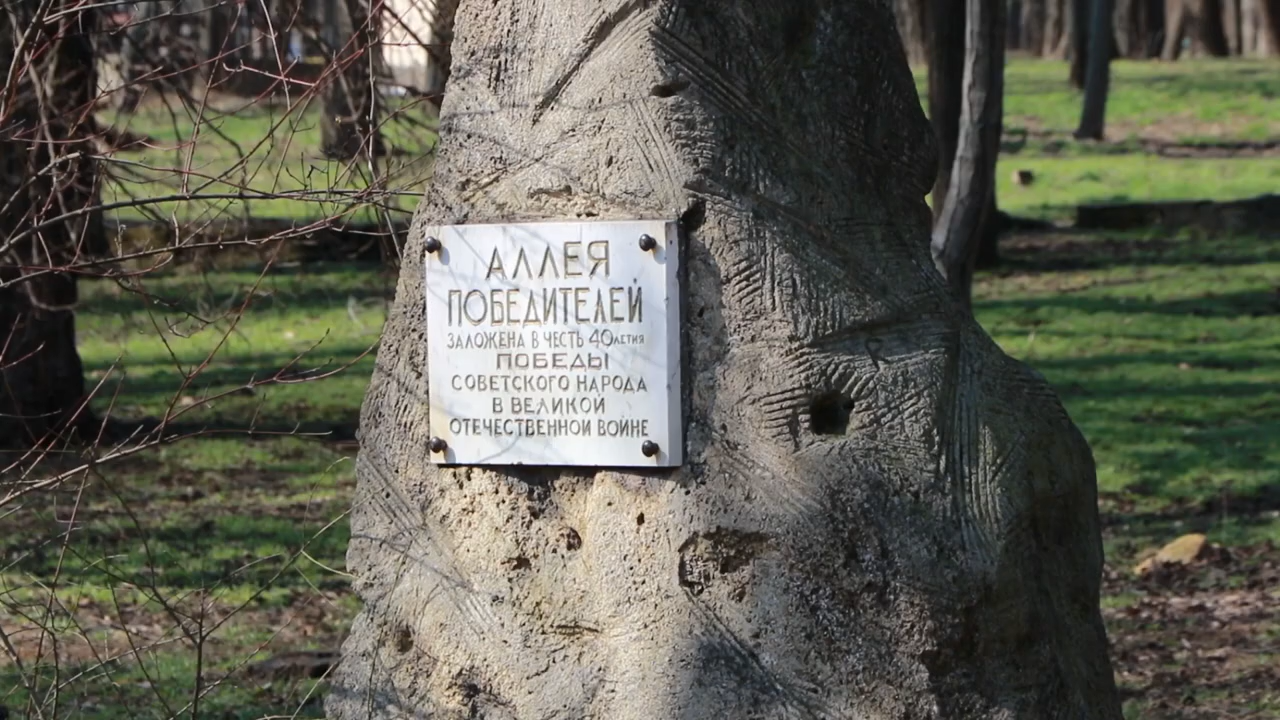 АЛЛЕЯ
ПОБЕДИТЕЛЕЙ
ЗАЛОЖЕНА В ЧЕСТЬ 40ЛЕТИЯ
ПОБЕДЫ
СОВЕТСКОГО НАРОДА
В ВЕЛИКОЙ
ОТЕЧЕСТВЕННОЙ ВОЙНЕ